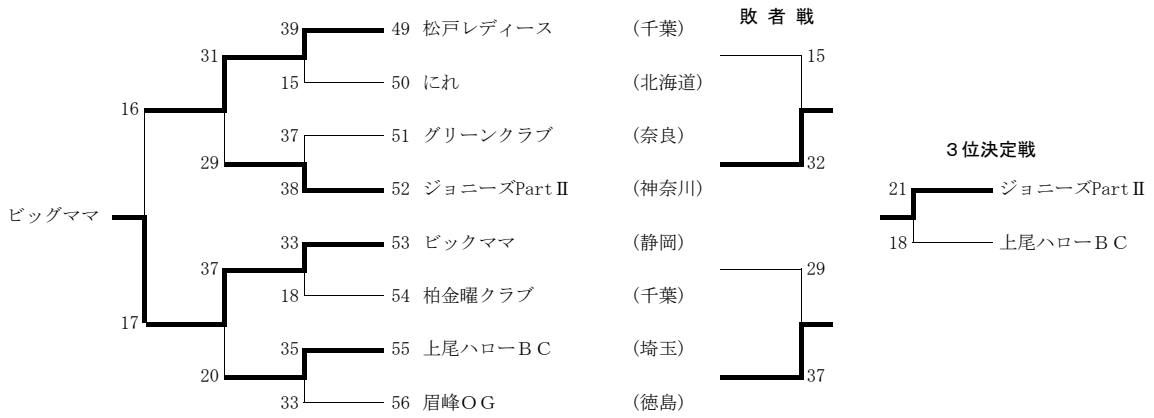 敗 者 戦
39 49 松戸レディース (千葉)
31 15
15 50 にれ (北海道)
16
37 51 グリーンクラブ (奈良)
29 32
3位決定戦
38 52 ジョニーズPartⅡ (神奈川) 21 ジョニーズPartⅡ
ビッグママ
33 53 ビックママ (静岡) 18 上尾ハローＢＣ
37 29
18 54 柏金曜クラブ (千葉)
17
35 55 上尾ハローＢＣ (埼玉)
20 37
33 56 眉峰ＯＧ (徳島)